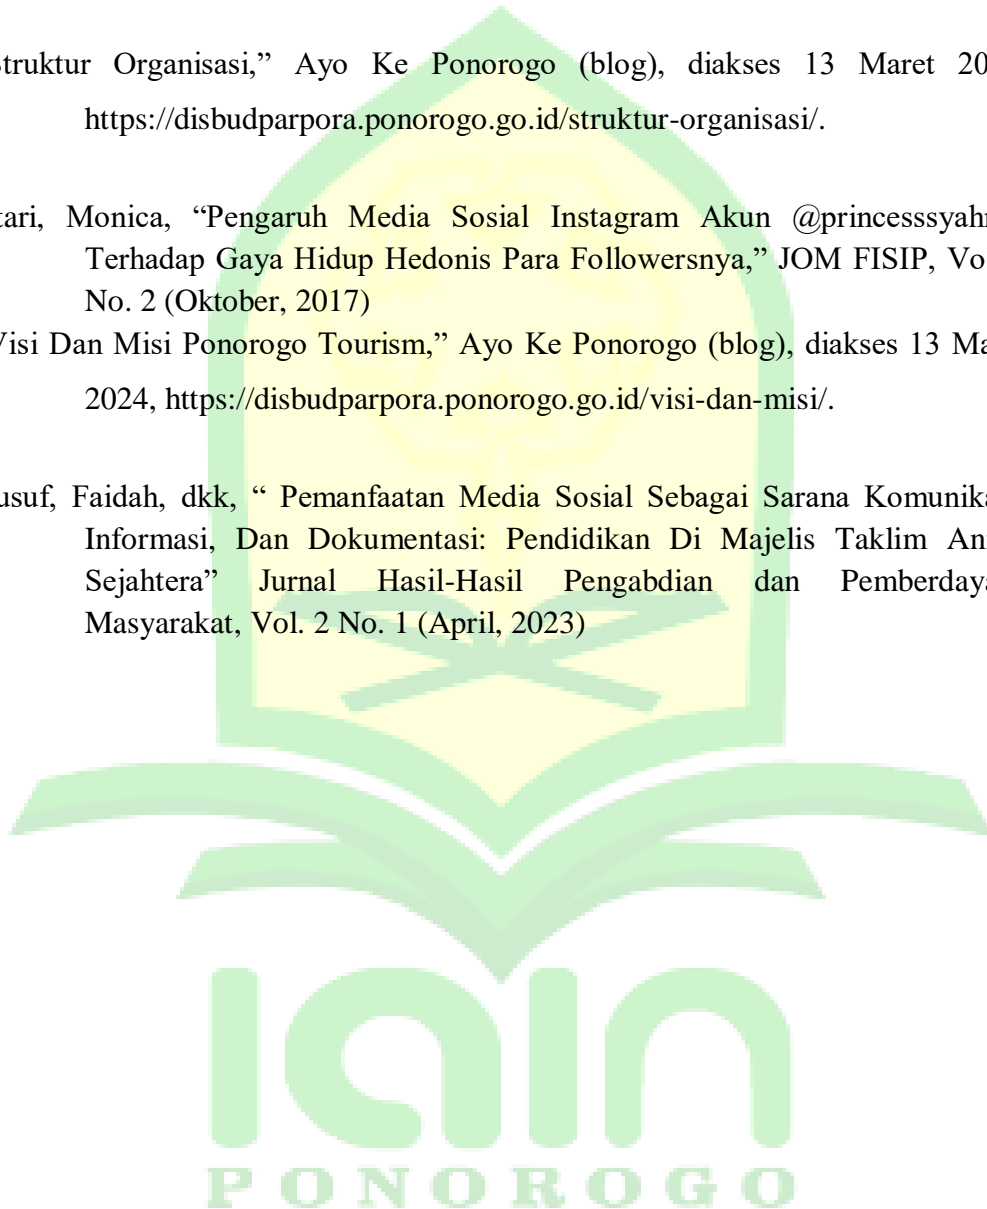 truktur Organisasi,” Ayo Ke Ponorogo (blog), diakses 13 Maret 20
https://disbudparpora.ponorogo.go.id/struktur-organisasi/.
tari, Monica, “Pengaruh Media Sosial Instagram Akun @princesssyahr
Terhadap Gaya Hidup Hedonis Para Followersnya,” JOM FISIP, Vo
No. 2 (Oktober, 2017)
Visi Dan Misi Ponorogo Tourism,” Ayo Ke Ponorogo (blog), diakses 13 Ma
2024, https://disbudparpora.ponorogo.go.id/visi-dan-misi/.
usuf, Faidah, dkk, “ Pemanfaatan Media Sosial Sebagai Sarana Komunika
Informasi, Dan Dokumentasi: Pendidikan Di Majelis Taklim An
Sejahtera” Jurnal Hasil-Hasil Pengabdian dan Pemberdaya
Masyarakat, Vol. 2 No. 1 (April, 2023)
iain
PONOROGO